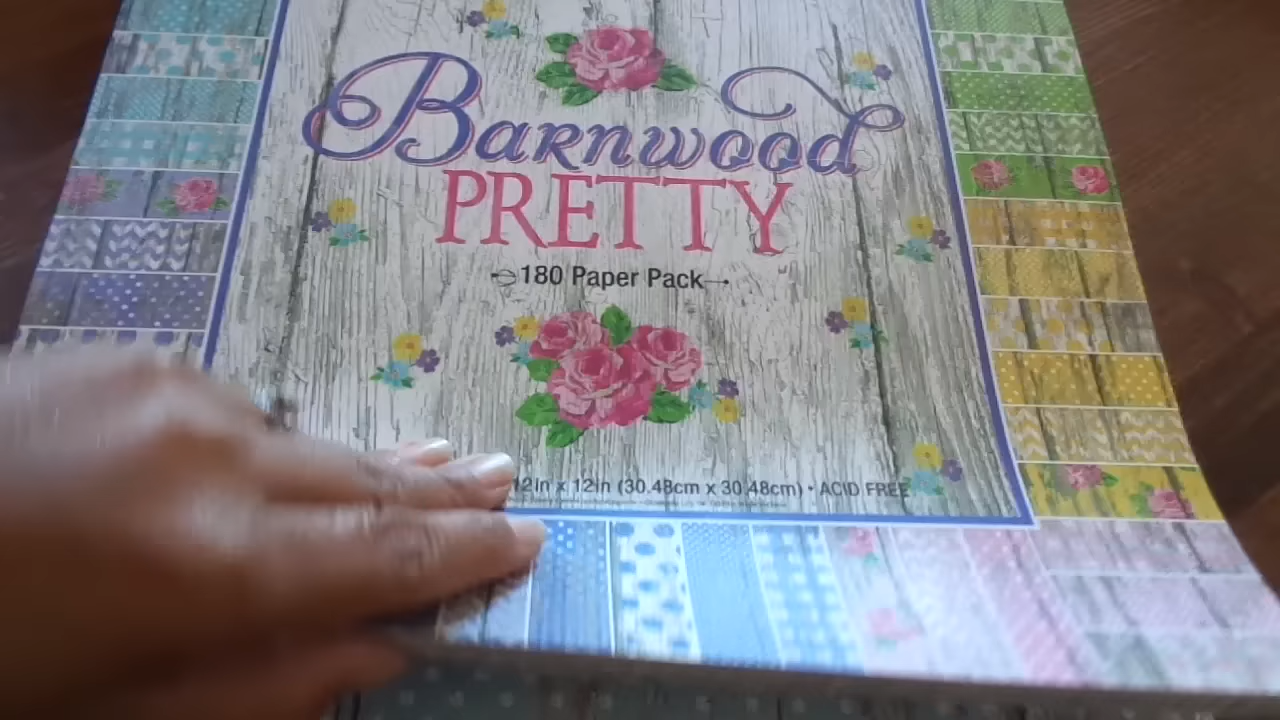 Barnwood
PRETTY
180 Paper Pack
12in x 12in (30.48cm x 30.48cm) • ACID FREE